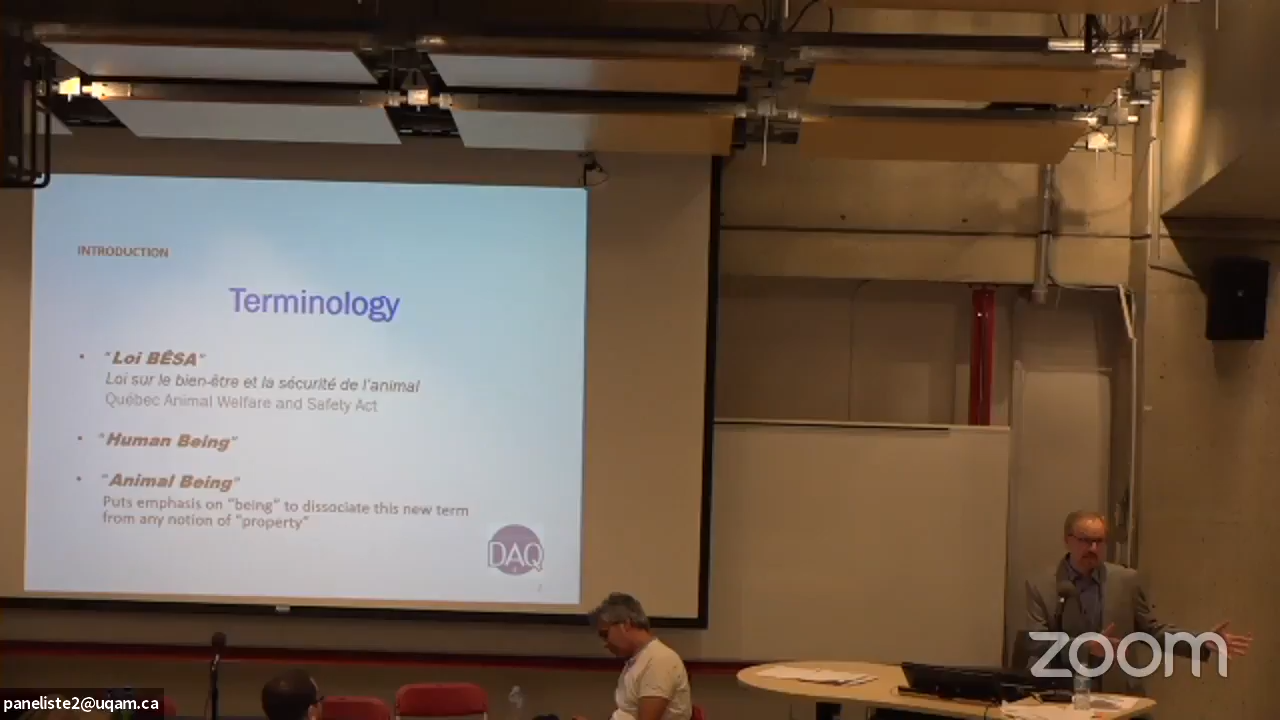 INTRODUCTION
Terminology
• "Loi BÊSA"
Loi sur le bien-être et la sécurité de l'animal
Québec Animal Welfare and Safety Act
• "Human Being"
• "Animal Being"
Puts emphasis on "being" to dissociate this new term
from any notion of "property"
DAQ
zoom
paneliste2@uqam.ca